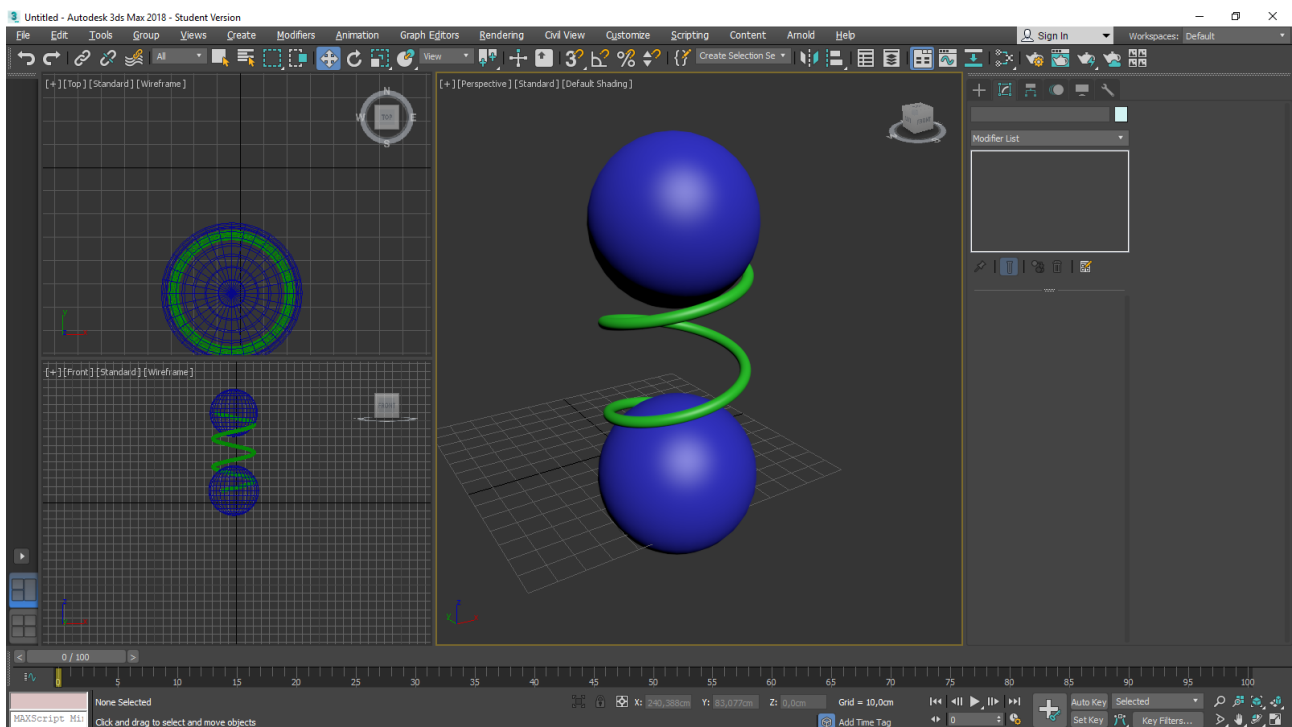 Untitled - Autodesk 3ds Max 2018 - Student Version
File Edit Tools Group Views Create Modifiers Animation Graph Editors Rendering Civil View Customize Scripting Content Arnold Help Sign In Workspaces: Default
All View Create Selection Se
[+] [Top] [Standard] [Wireframe]
N
W TOP E
S
[+] [Front] [Standard] [Wireframe]
FRONT
[+] [Perspective] [Standard] [Default Shading]
Modifier List
0 / 100
0 5 10 15 20 25 30 35 40 45 50 55 60 65 70 75 80 85 90 95 100
None Selected X: 240,388cm Y: 83,077cm Z: 0,0cm Grid = 10,0cm Auto Key Selected
MAXScript Mi Click and drag to select and move objects Add Time Tag 0 Set Key Key Filters...